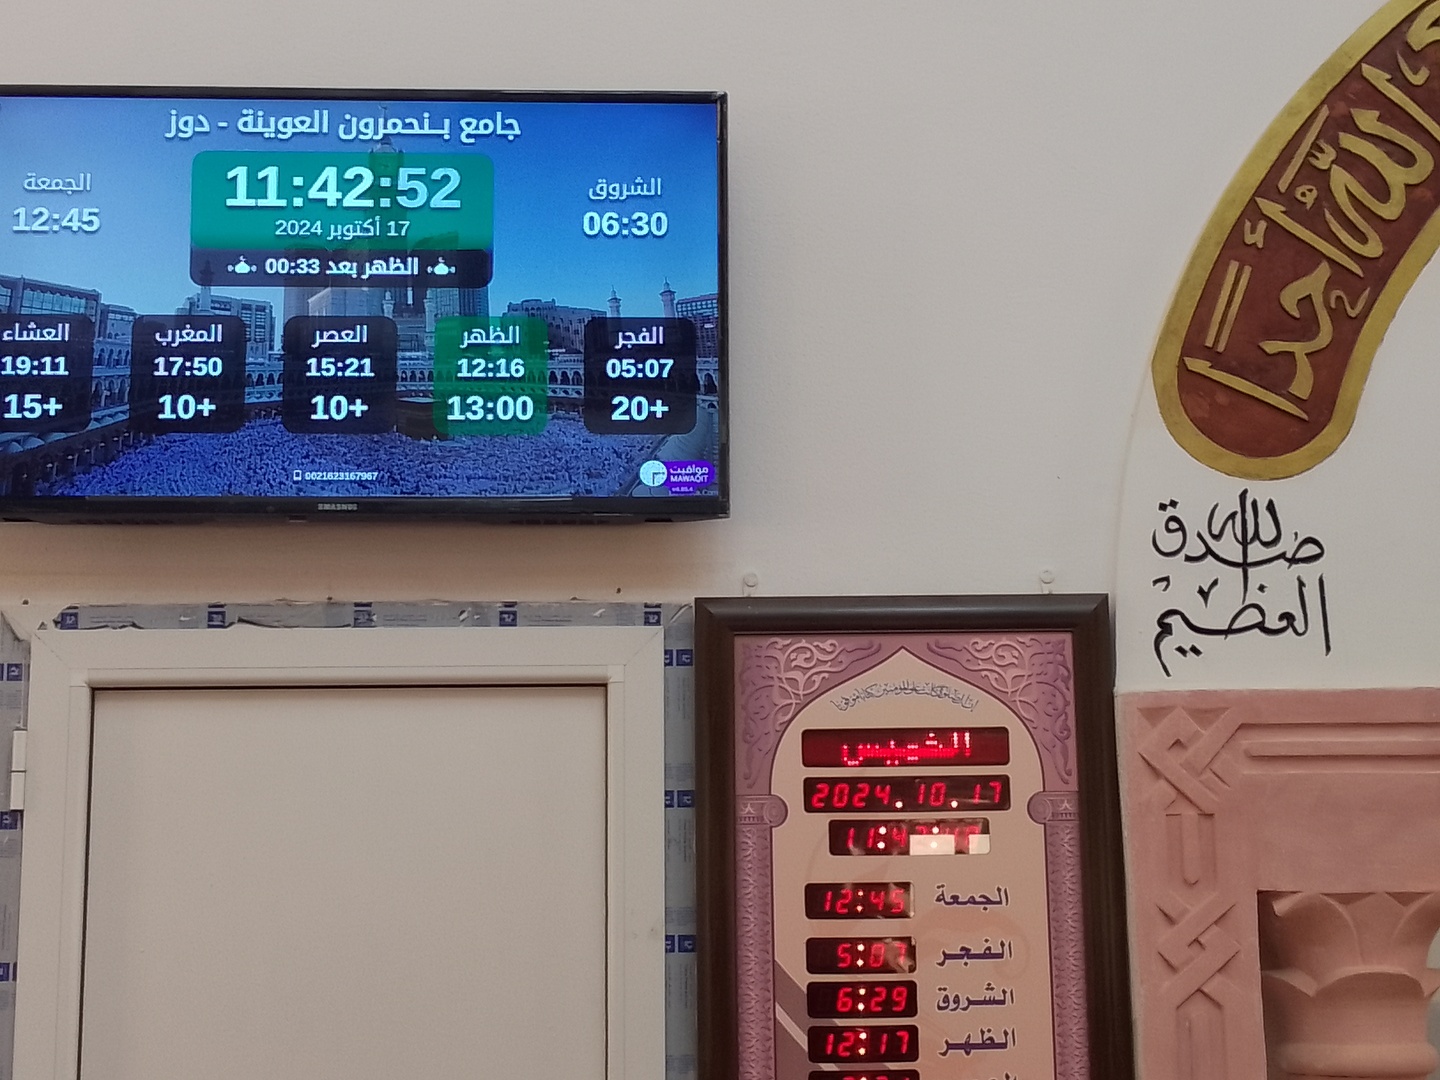 جامع بـنحمرون العوينة - دوز
الجمعة
12:45
11:42:52
17 أكتوبر 2024
الظهر بعد 00:33
الشروق
06:30
الفجر
05:07
20+
الظهر
12:16
13:00
العصر
15:21
10+
المغرب
17:50
10+
العشاء
19:11
15+
0021623167967
مواقيت
MAWAQIT
SAMSUNG
الله أحدا
صدق الله
العظيم
الخميس
2024.10.17
12:45 الجمعة
5:07 الفجر
6:29 الشروق
12:17 الظهر